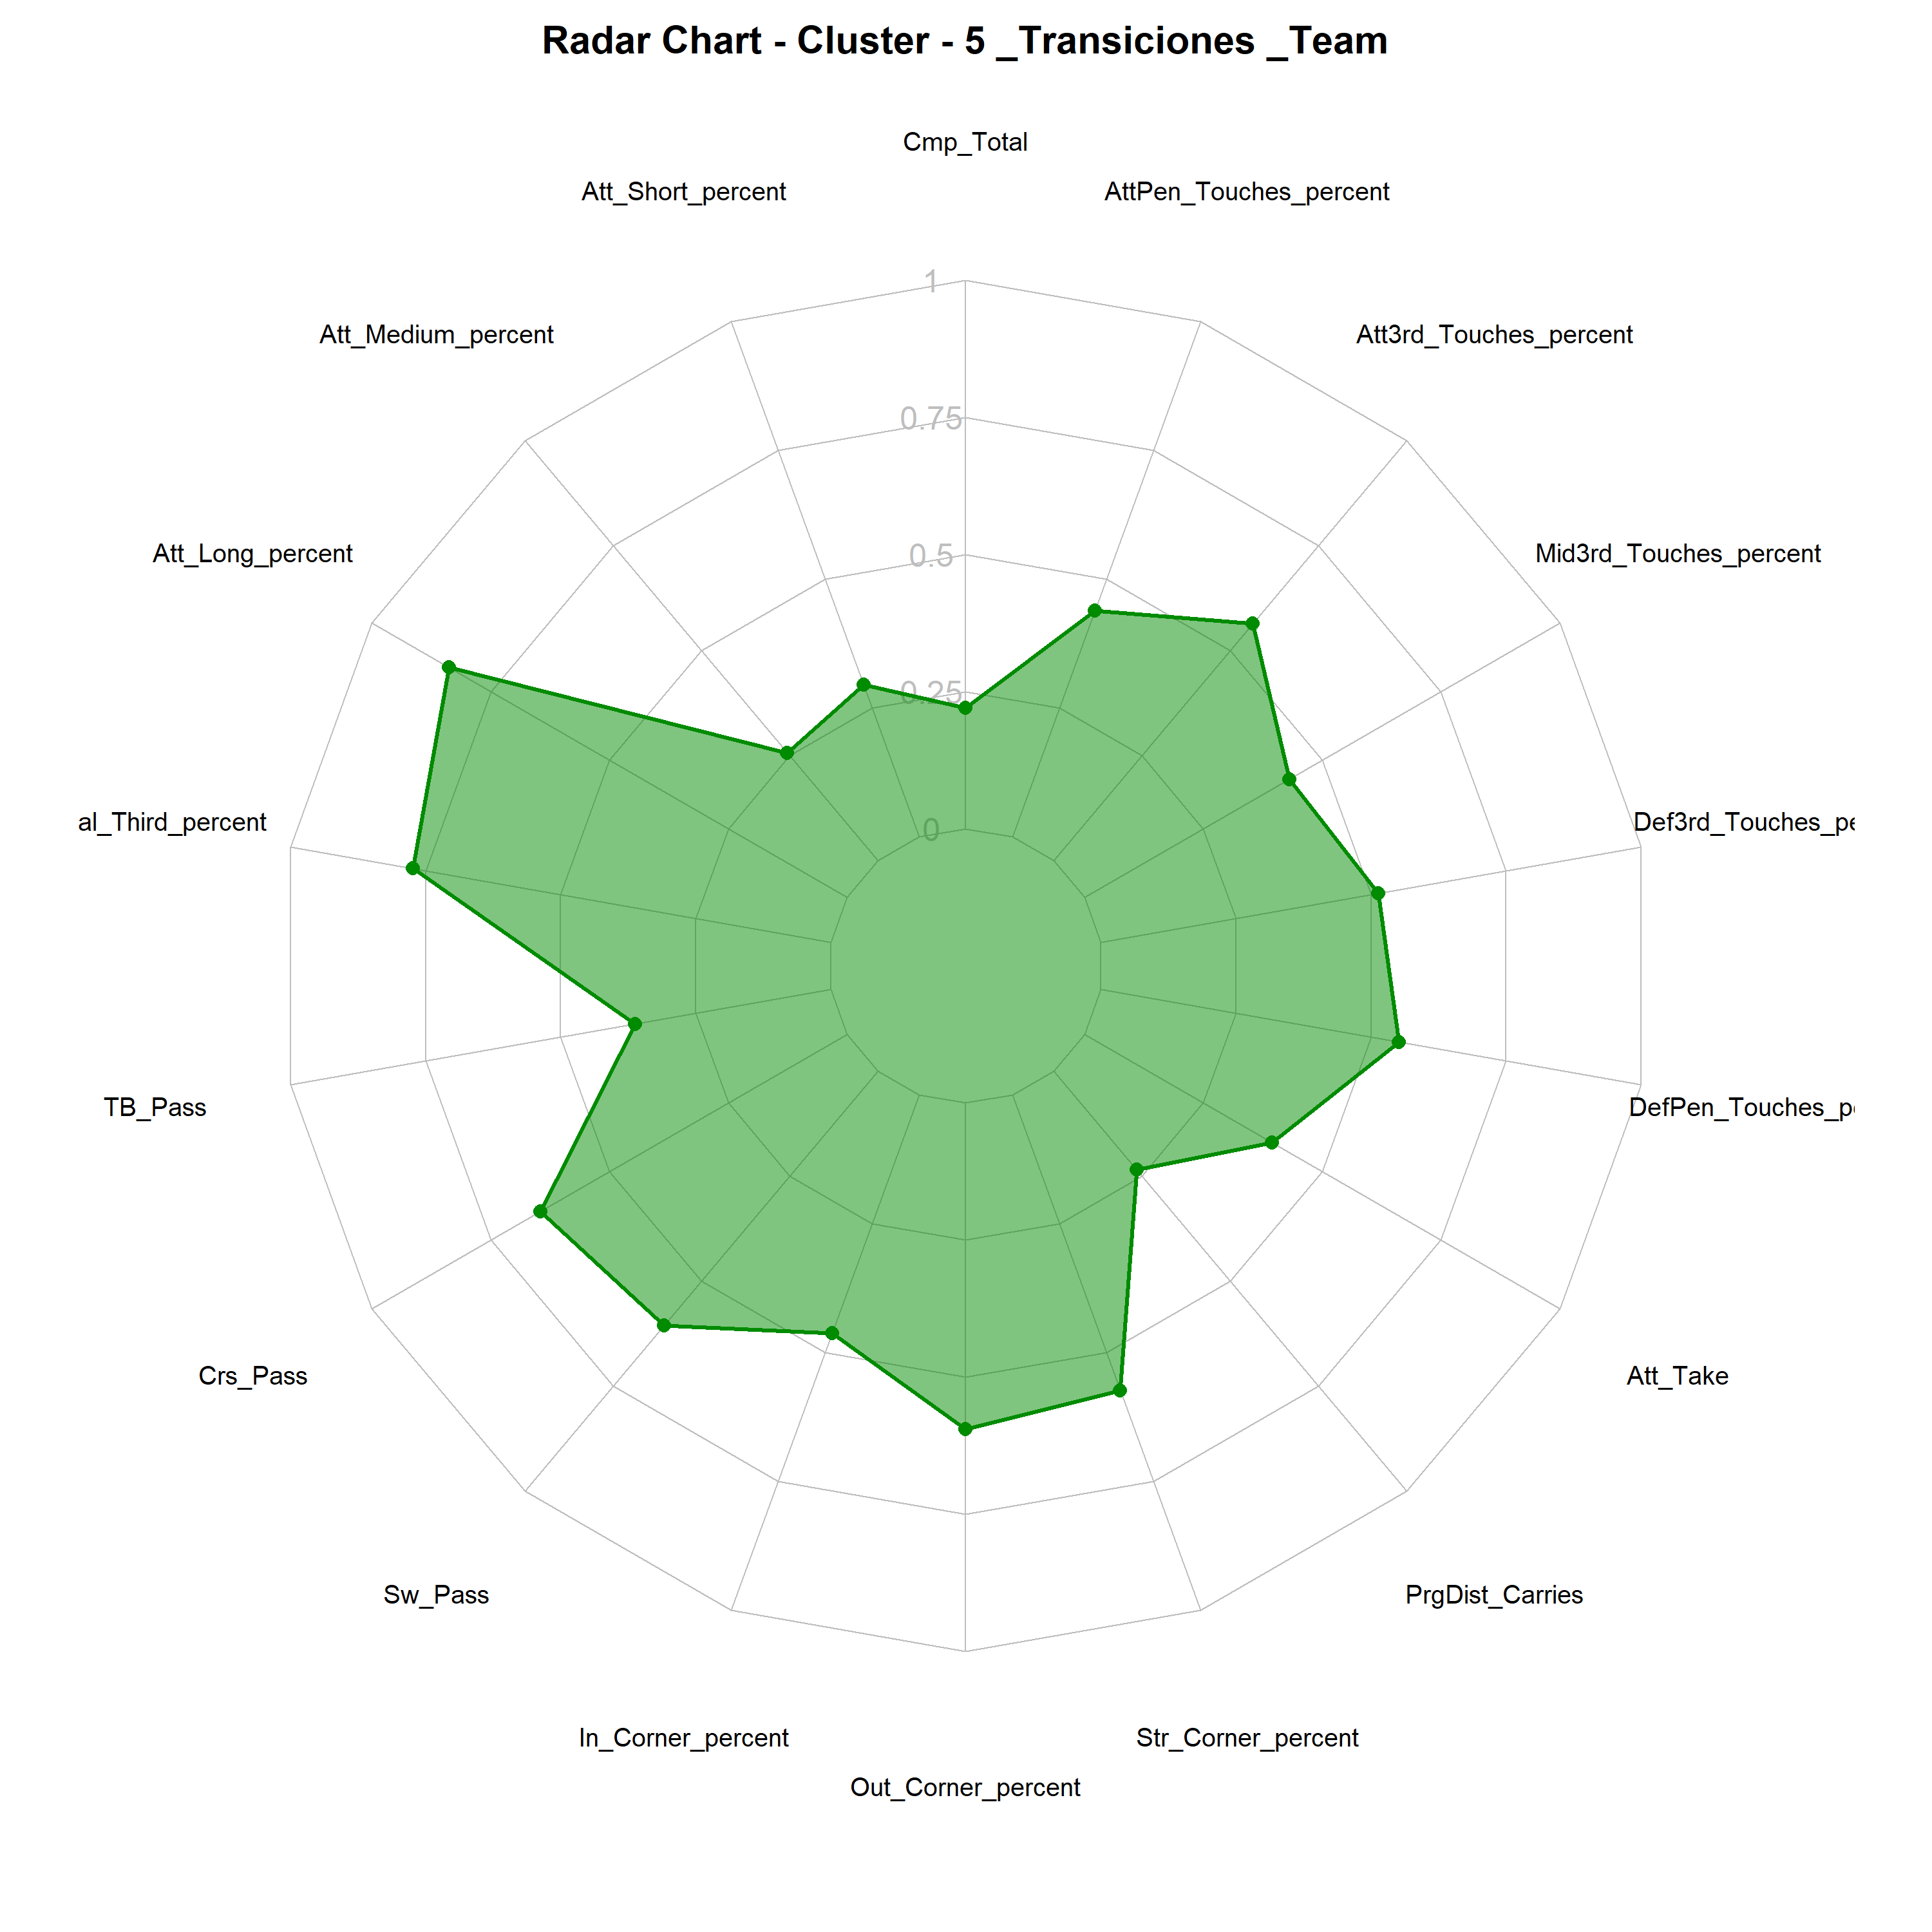 Radar Chart - Cluster - 5 _Transiciones _Team
Cmp_Total
Att_Short_percent
AttPen_Touches_percent
1
Att_Medium_percent
Att3rd_Touches_percent
0.75
Att_Long_percent
0.5
Mid3rd_Touches_percent
0.25
al_Third_percent
0
Def3rd_Touches_pe
TB_Pass
DefPen_Touches_p
Crs_Pass
Att_Take
Sw_Pass
PrgDist_Carries
In_Corner_percent
Str_Corner_percent
Out_Corner_percent